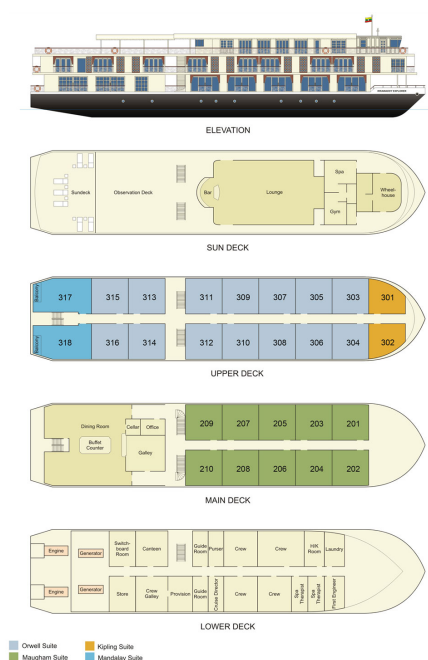 ELEVATION
Sundeck
Observation Deck
Bar
Lounge
Spa
Gym
Wheel-
house
SUN DECK
Balcony
317
315
313
311
309
307
305
303
301
Balcony
318
316
314
312
310
308
306
304
302
UPPER DECK
Dining Room
Buffet
Counter
Celler
Office
Galley
209
207
205
203
201
210
208
206
204
202
MAIN DECK
Engine
Generator
Switch-
board
Room
Canteen
Guide
Room
Purser
Crew
Crew
H/K
Room
Laundry
Engine
Generator
Store
Crew
Galley
Provision
Guide
Room
Cruise Director
Crew
Crew
Spa
Therapist
Spa
Therapist
First Engineer
LOWER DECK
Orwell Suite
Kipling Suite
Maugham Suite
Mandalay Suite